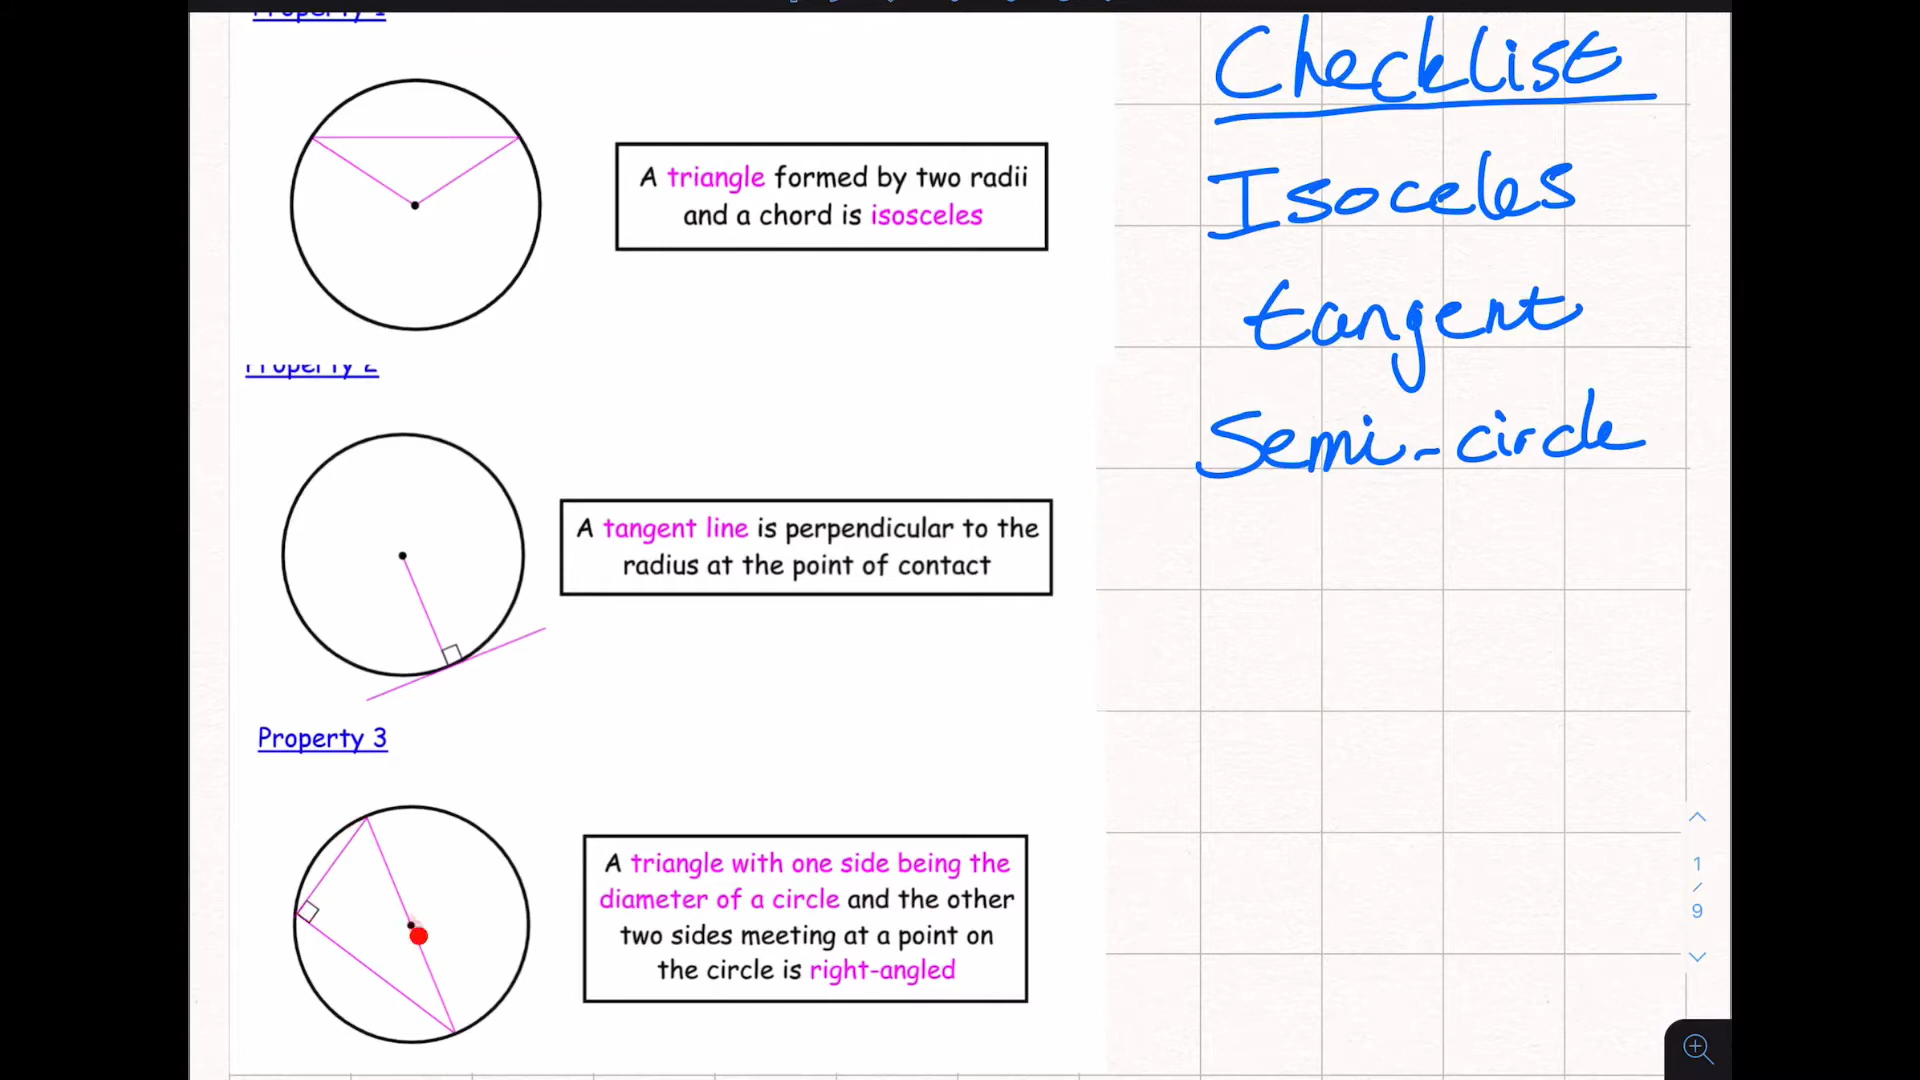 Property 1
A triangle formed by two radii
and a chord is isosceles
Property 2
A tangent line is perpendicular to the
radius at the point of contact
Property 3
A triangle with one side being the
diameter of a circle and the other
two sides meeting at a point on
the circle is right-angled
Checklist
Isoceles
tangent
Semi-circle
1
/
9